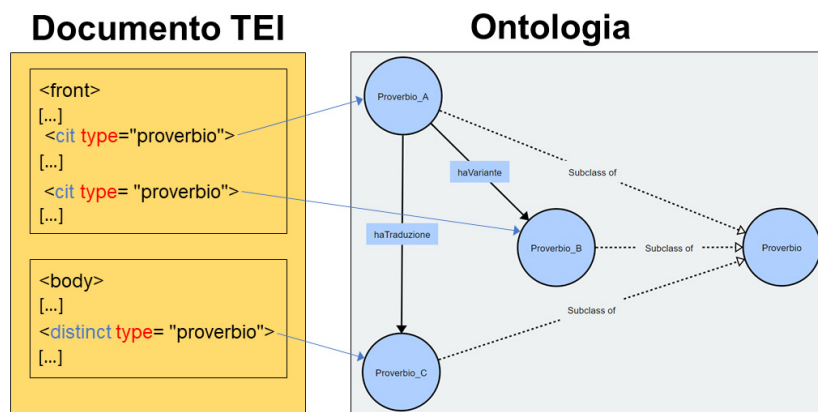 Documento TEI
<front>
[...]
<cit type="proverbio">
[...]
<cit type= "proverbio">
[...]
<body>
[...]
<distinct type= "proverbio">
[...]
Ontologia
Proverbio_A
Subclass of
haVariante
haTraduzione
Proverbio_B
Subclass of
Proverbio
Subclass of
Proverbio_C